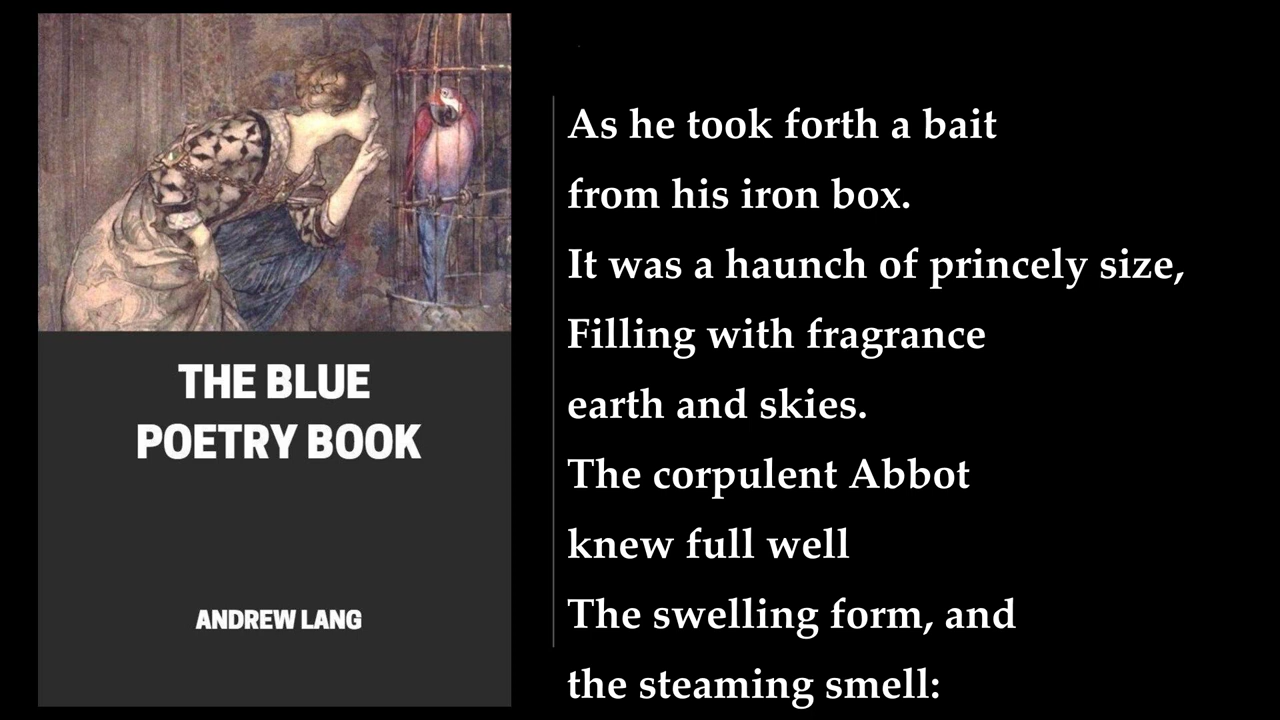 THE BLUE
POETRY BOOK
ANDREW LANG
As he took forth a bait
from his iron box.
It was a haunch of princely size,
Filling with fragrance
earth and skies.
The corpulent Abbot
knew full well
The swelling form, and
the steaming smell: